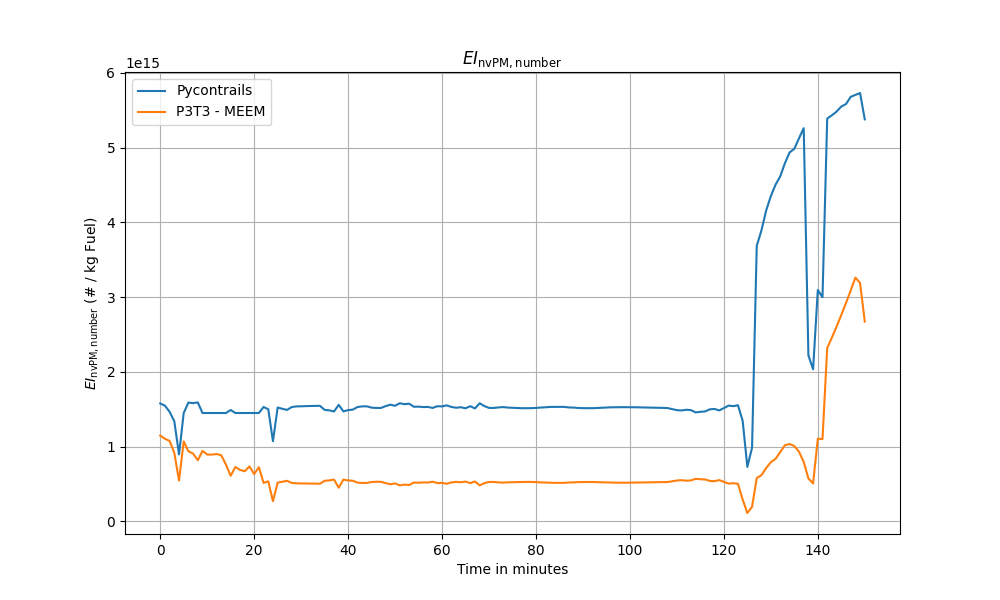 EI_nvPM, number
1e15
Pycontrails
P3T3 - MEEM
EI_nvPM, number (# / kg Fuel)
6
5
4
3
2
1
0
0 20 40 60 80 100 120 140
Time in minutes